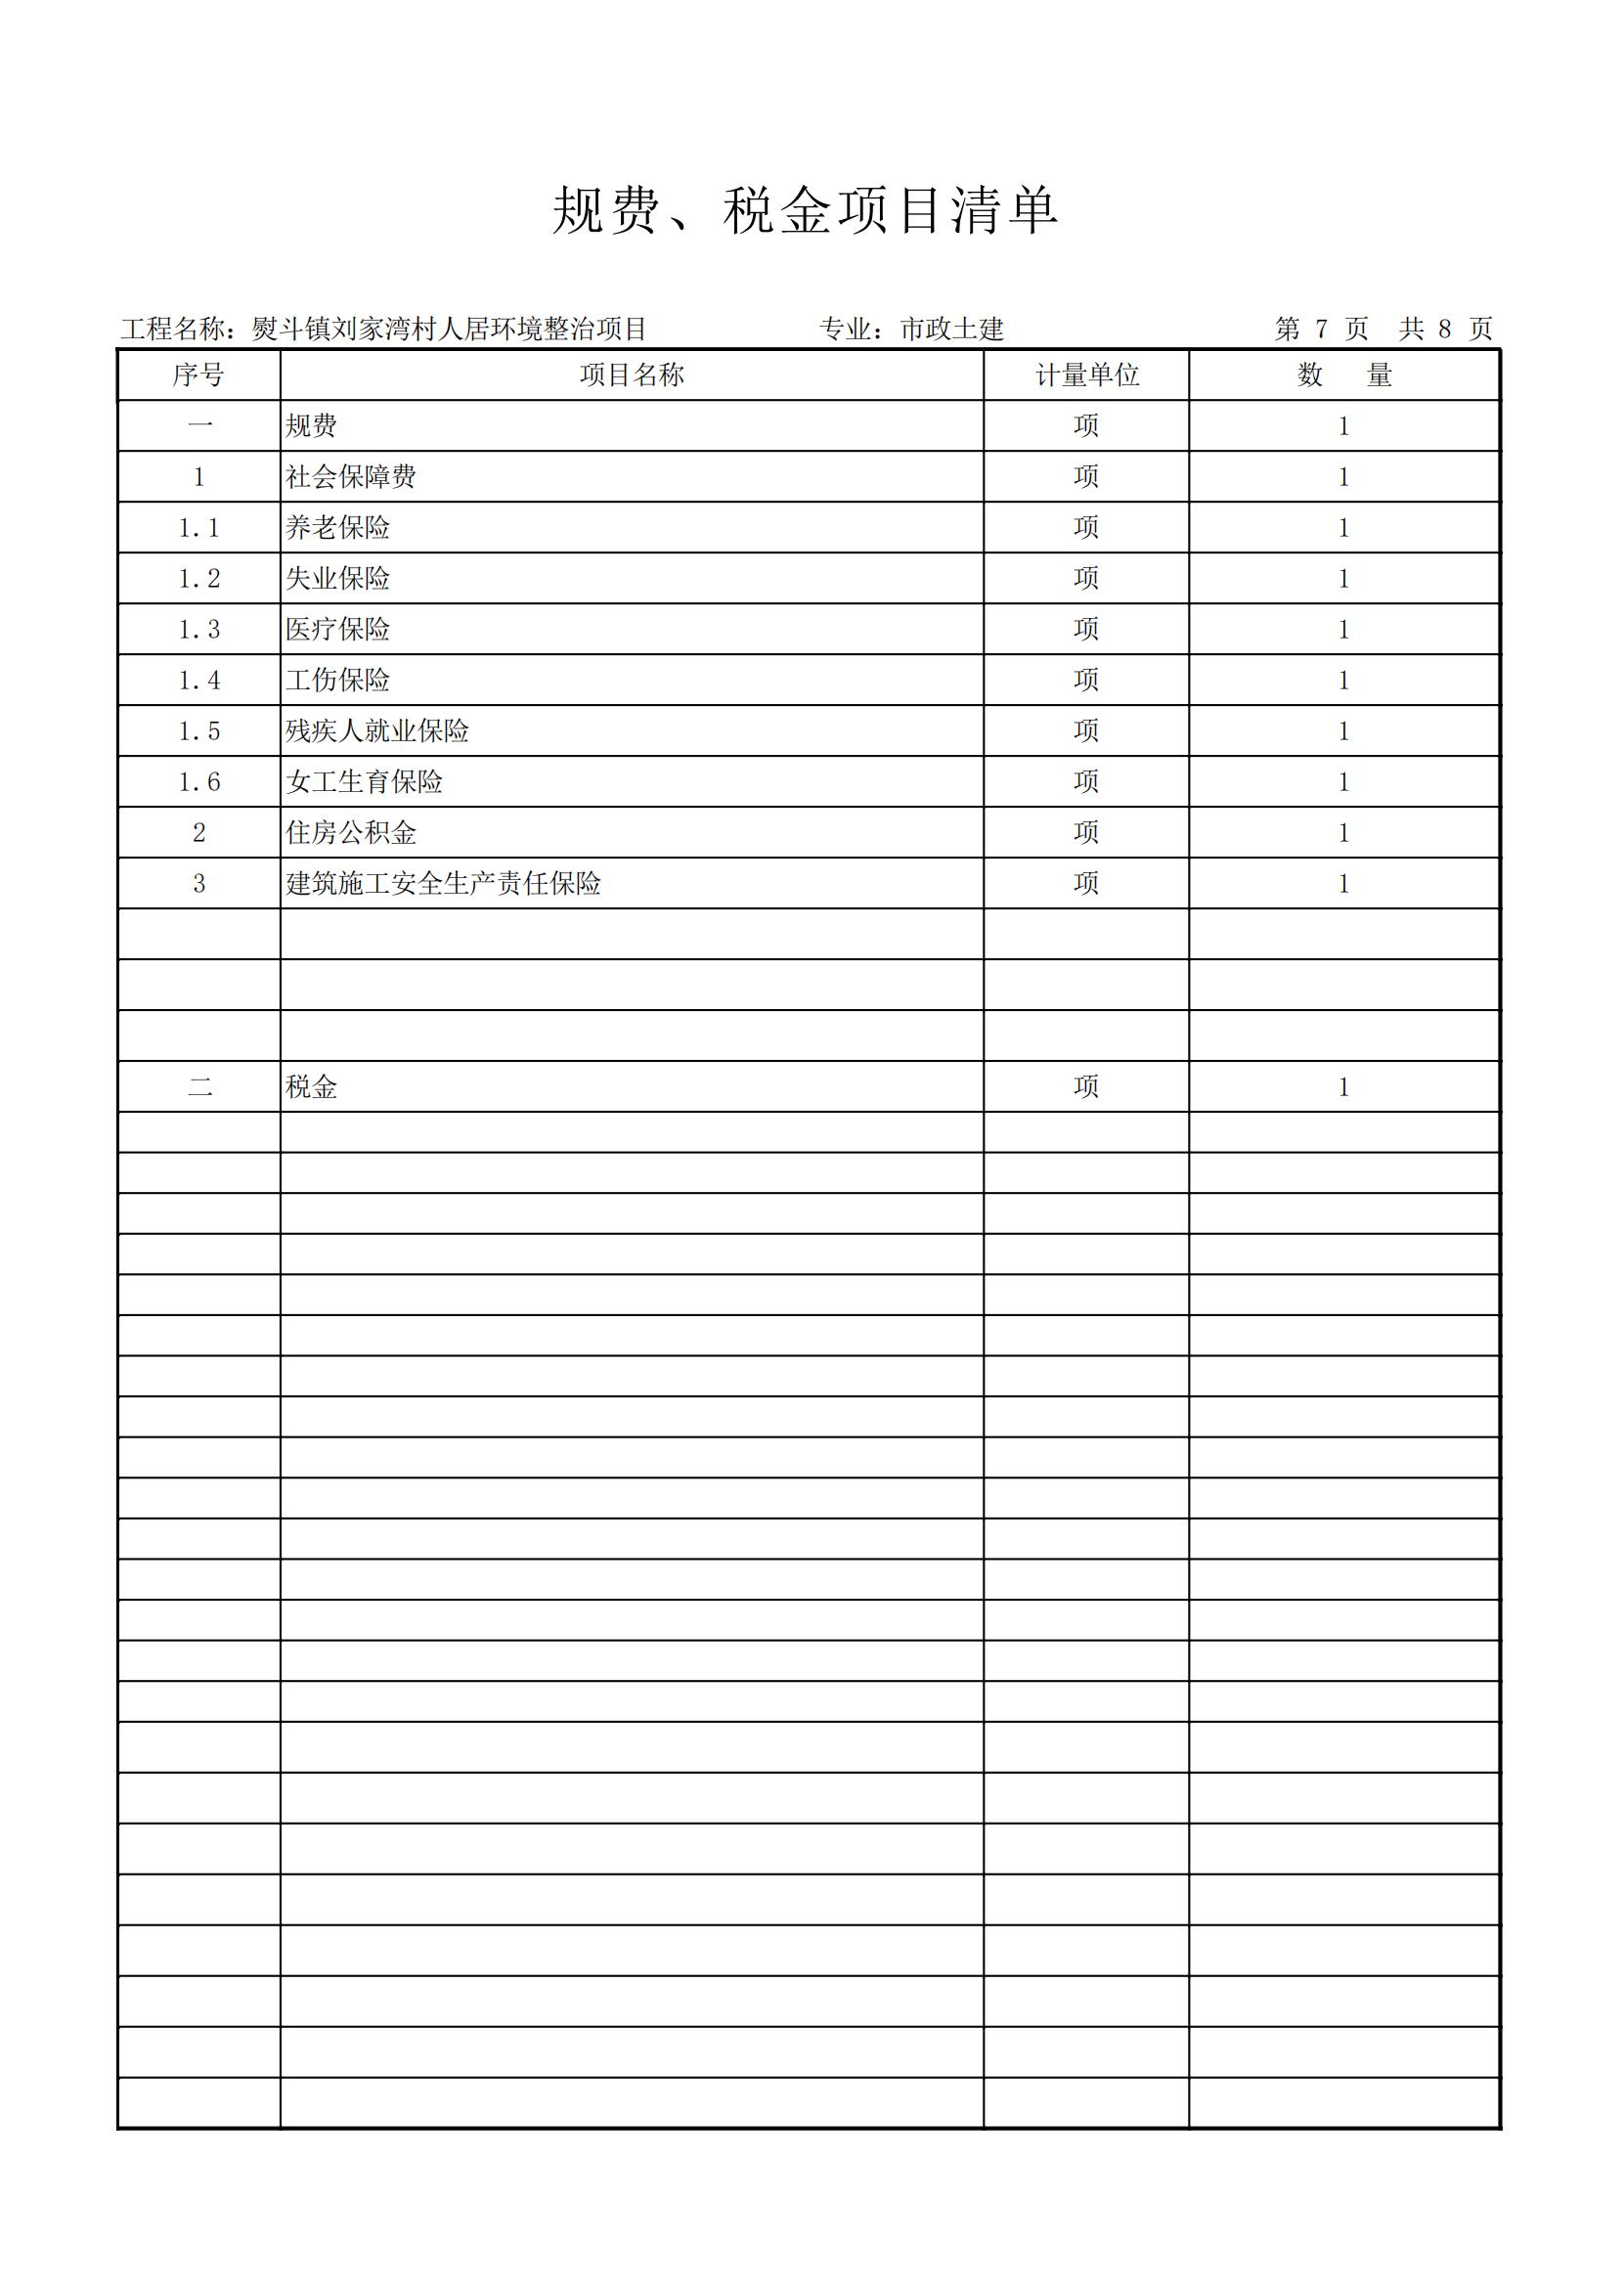 规费、税金项目清单
工程名称：熨斗镇刘家湾村人居环境整治项目 专业：市政土建 第 7 页 共 8 页
序号 项目名称 计量单位 数 量
一 规费 项 1
1 社会保障费 项 1
1.1 养老保险 项 1
1.2 失业保险 项 1
1.3 医疗保险 项 1
1.4 工伤保险 项 1
1.5 残疾人就业保险 项 1
1.6 女工生育保险 项 1
2 住房公积金 项 1
3 建筑施工安全生产责任保险 项 1
二 税金 项 1